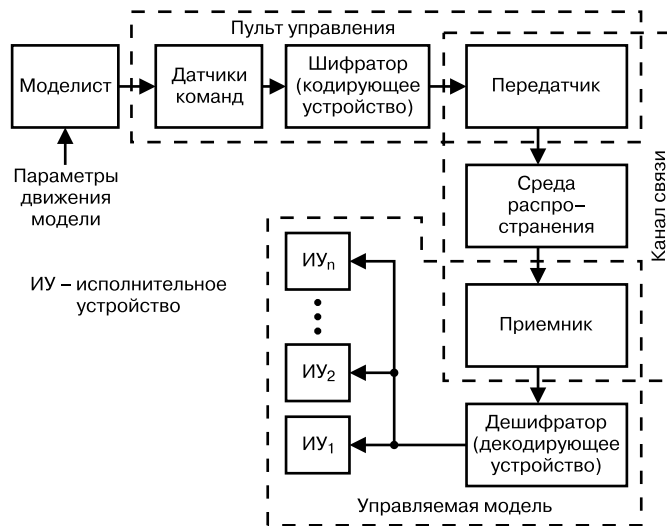 Пульт управления
Моделист
Датчики
команд
Шифратор
(кодирующее
устройство)
Передатчик
Параметры
движения
модели
Среда
распро–
странения
Канал связи
ИУ – исполнительное
устройство
ИУn
Приемник
ИУ2
ИУ1
Дешифратор
(декодирующее
устройство)
Управляемая модель